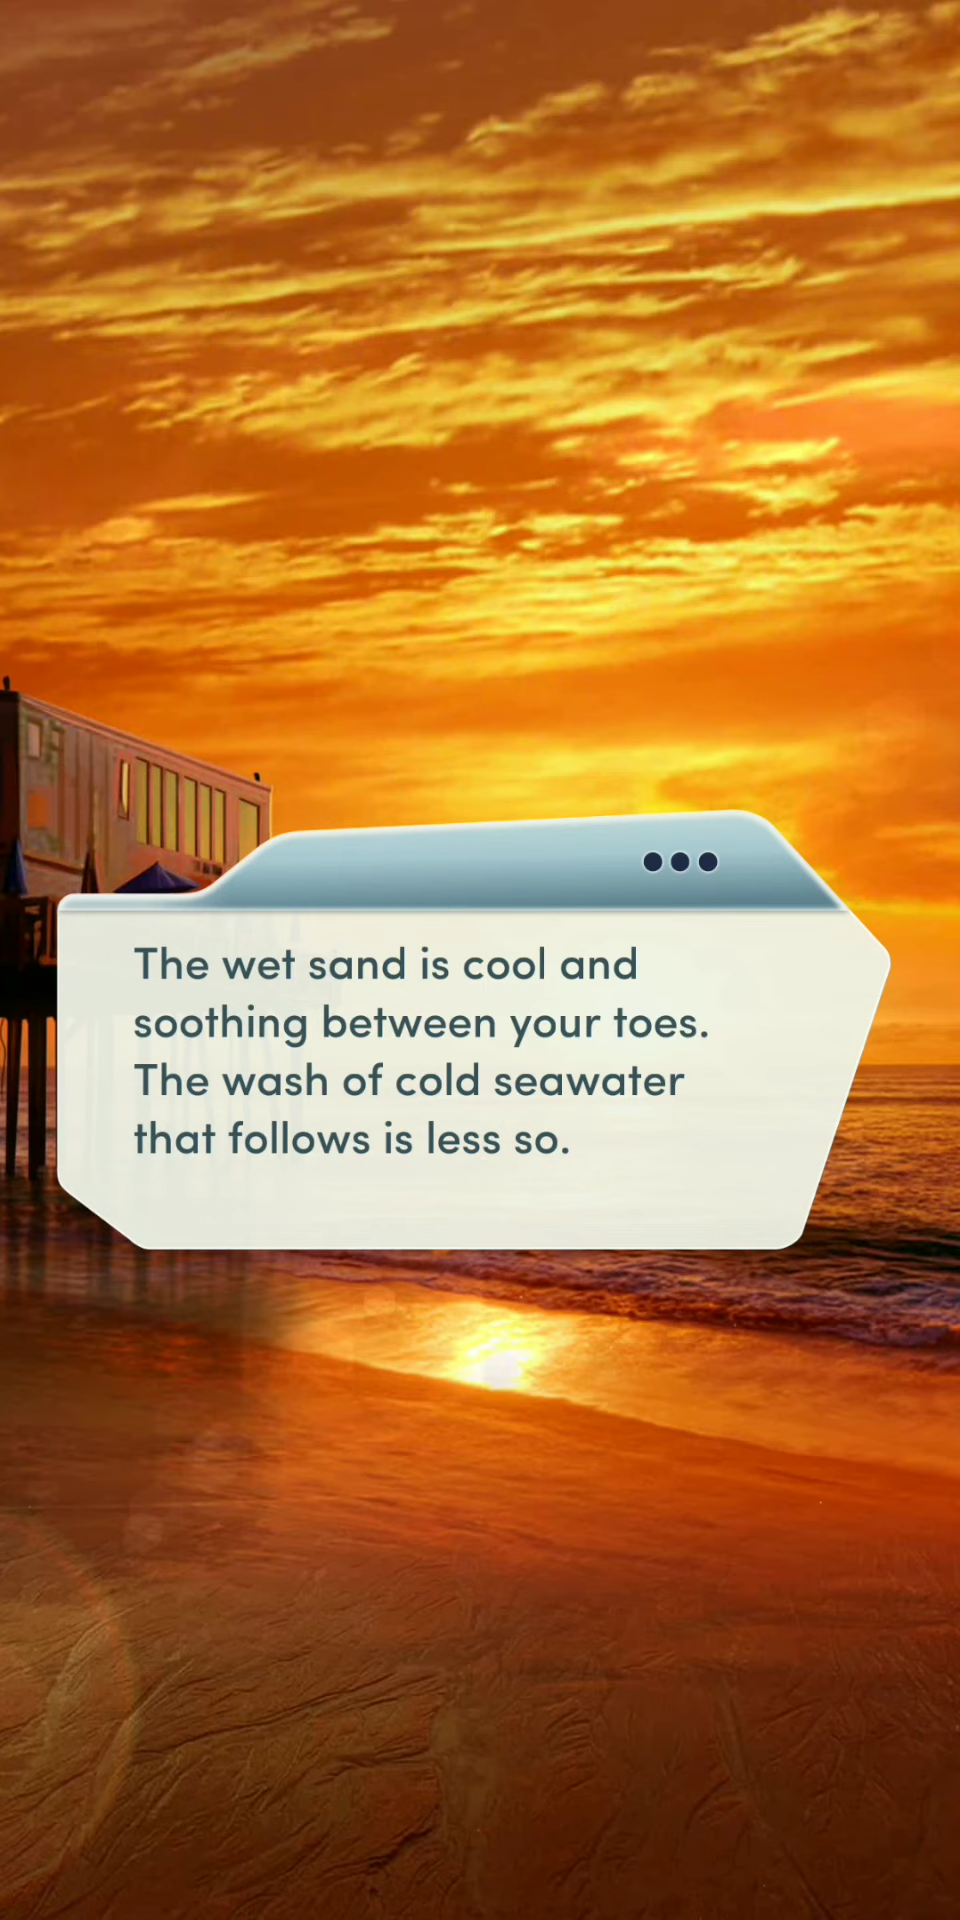 The wet sand is cool and
soothing between your toes.
The wash of cold seawater
that follows is less so.